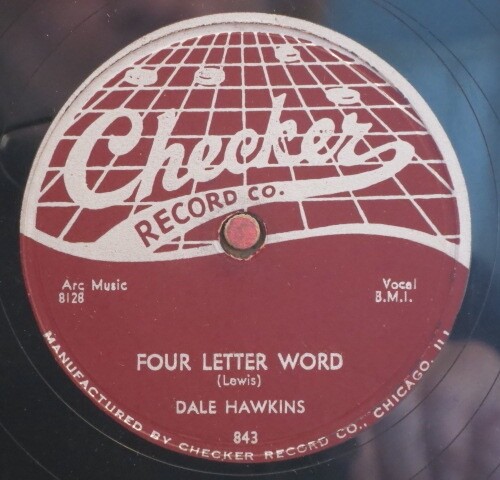 Checker
RECORD CO.
Arc Music
8128
Vocal
B.M.I.
FOUR LETTER WORD
(Lewis)
DALE HAWKINS
843
MANUFACTURED BY CHECKER RECORD CO., CHICAGO, Ill